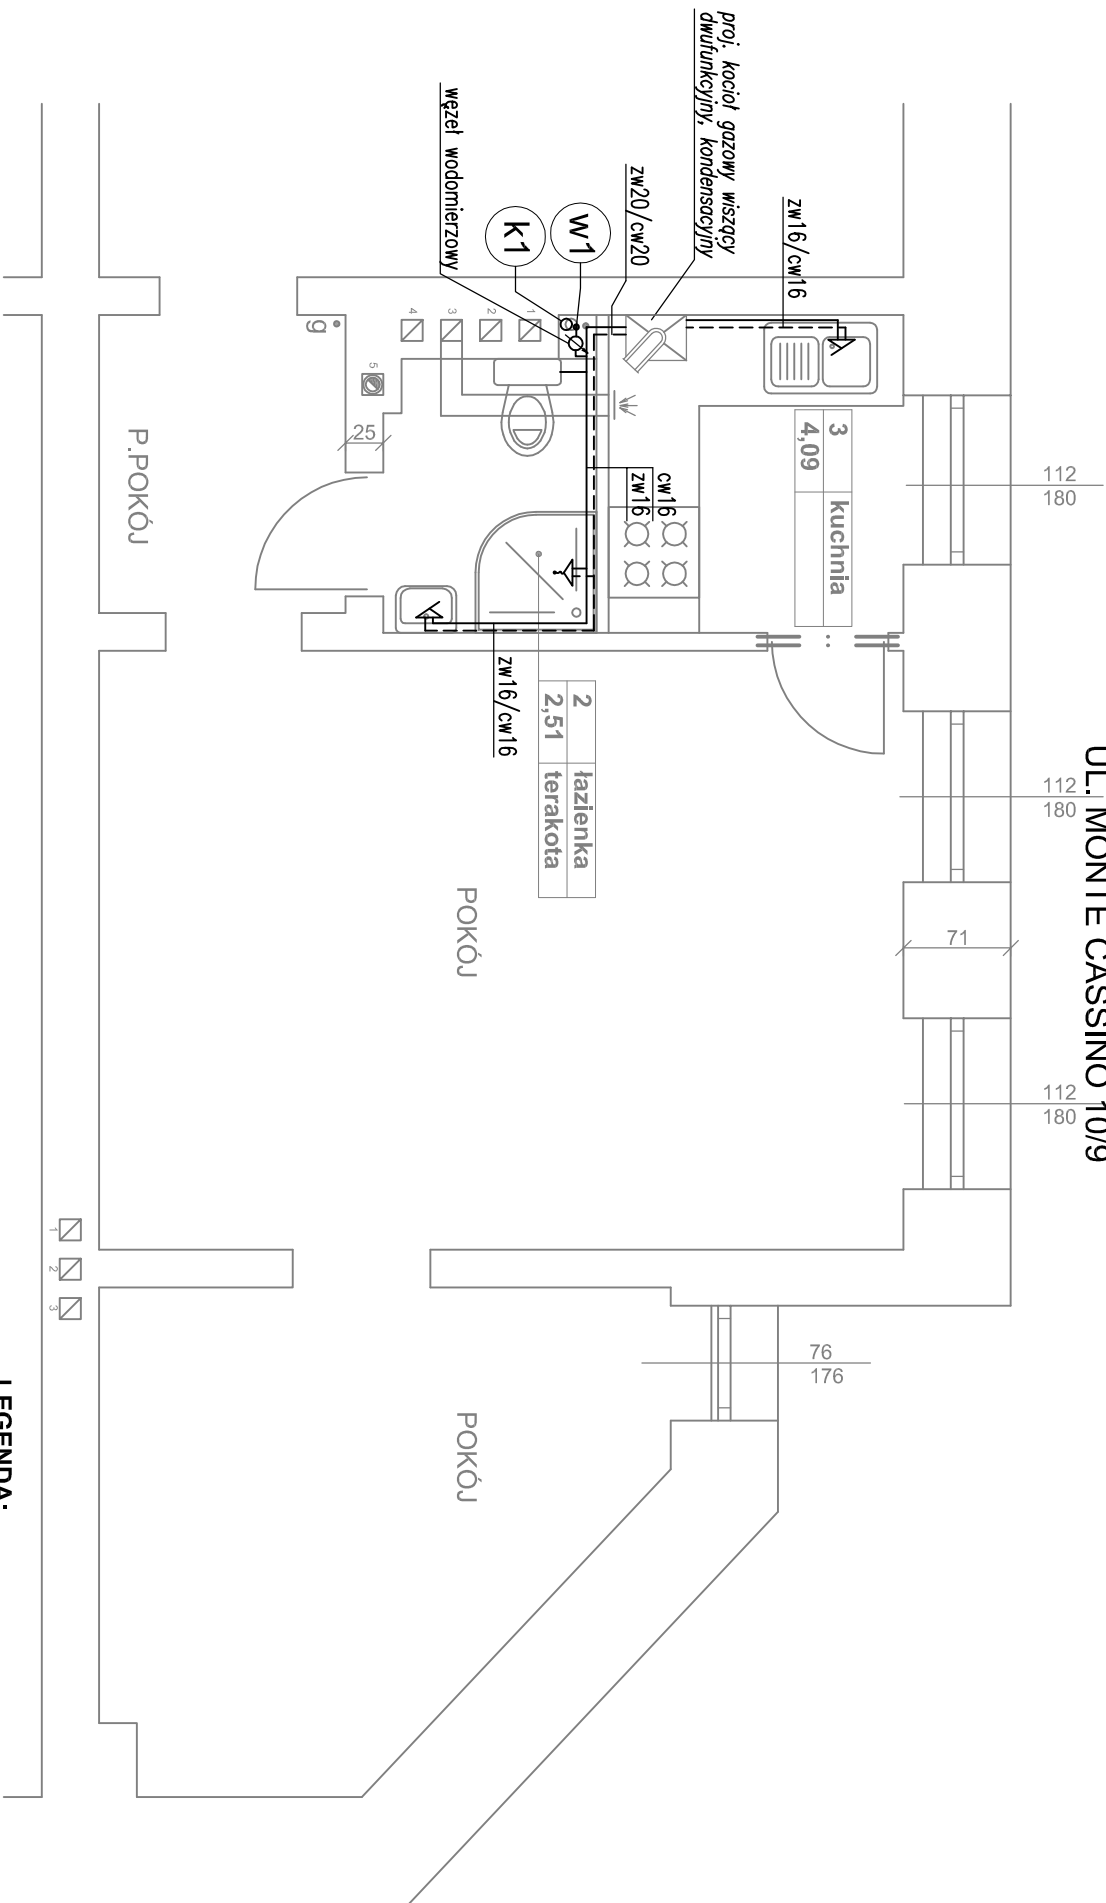 UL. MONTE CASSINO 10/9
112
180
112
180
112
180
71
76
176
proj. kocioł gazowy wiszący
dwufunkcyjny, kondensacyjny
zw16/cw16
zw20/cw20
w1
k1
węzeł wodomierzowy
3 kuchnia
4,09
cw16
zw16
1
2
3
4
5
g
25
zw16/cw16
2 łazienka
2,51 terakota
P.POKÓJ
POKÓJ
POKÓJ
1
2
3
LEGENDA: